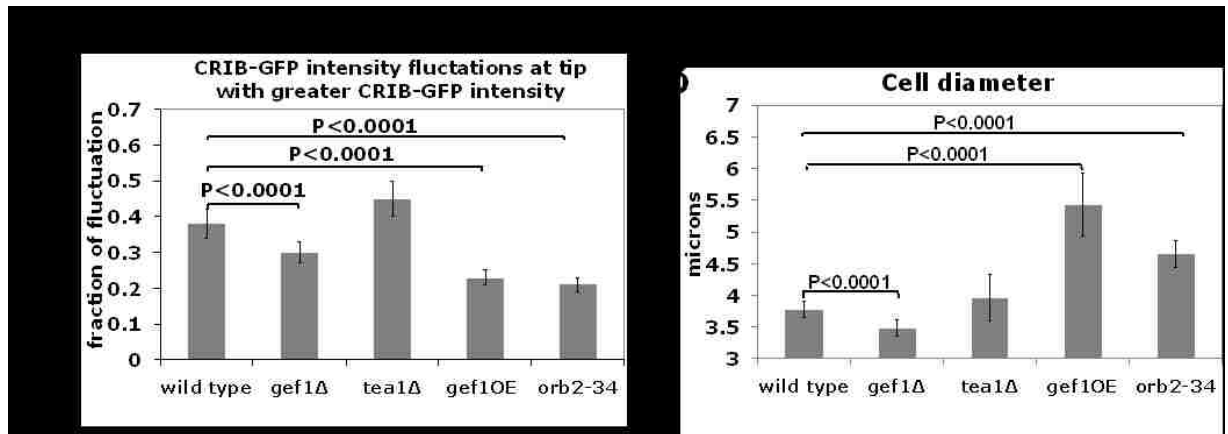 CRIB-GFP intensity fluctations at tip
with greater CRIB-GFP intensity
fraction of fluctuation
0.7
0.6
0.5
0.4
0.3
0.2
0.1
0
P<0.0001
P<0.0001
P<0.0001
wild type gef1Δ tea1Δ gef1OE orb2-34
Cell diameter
microns
7
6.5
6
5.5
5
4.5
4
3.5
3
P<0.0001
P<0.0001
P<0.0001
wild type gef1Δ tea1Δ gef1OE orb2-34